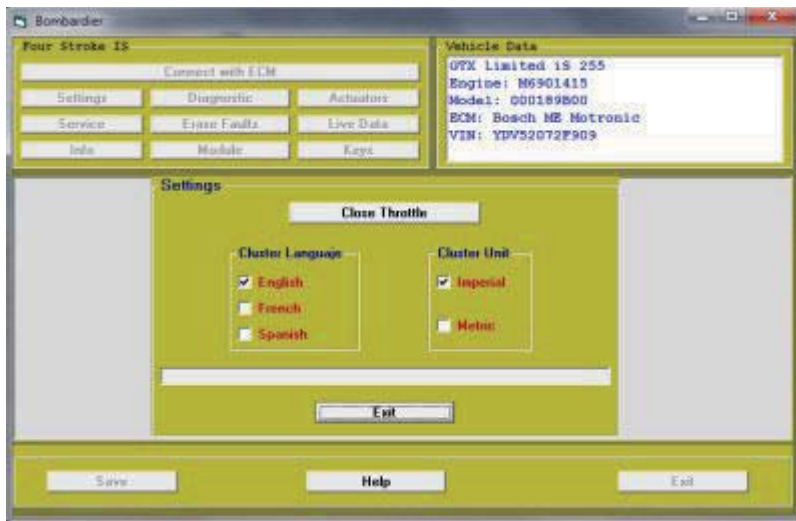 Bombardier
Four Stroke IS
Connect with ECM
Settings Diagnostic Actuators
Service Erase Faults Live Data
Info Module Keys
Vehicle Data
GTX Limited iS 255
Engine: M6901415
Model: 000189B00
ECM: Bosch ME Motronic
VIN: YDV52072F909
Settings
Close Throttle
Cluster Languaje
English
French
Spanish
Cluster Unit
Imperial
Metric
Exit
Save Help Exit